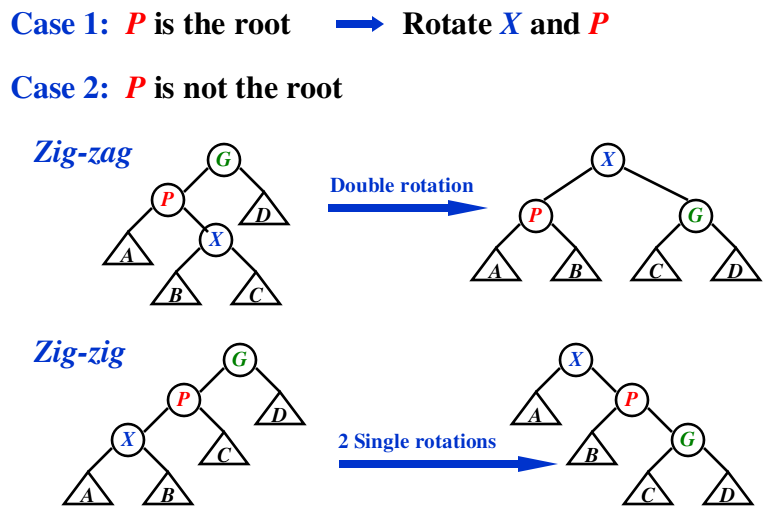 Case 1: P is the root Rotate X and P
Case 2: P is not the root
Zig-zag
G
P
D
X
A
B
C
Double rotation
X
P
G
A
B
C
D
Zig-zig
G
P
D
X
C
A
B
2 Single rotations
X
A
P
B
G
C
D